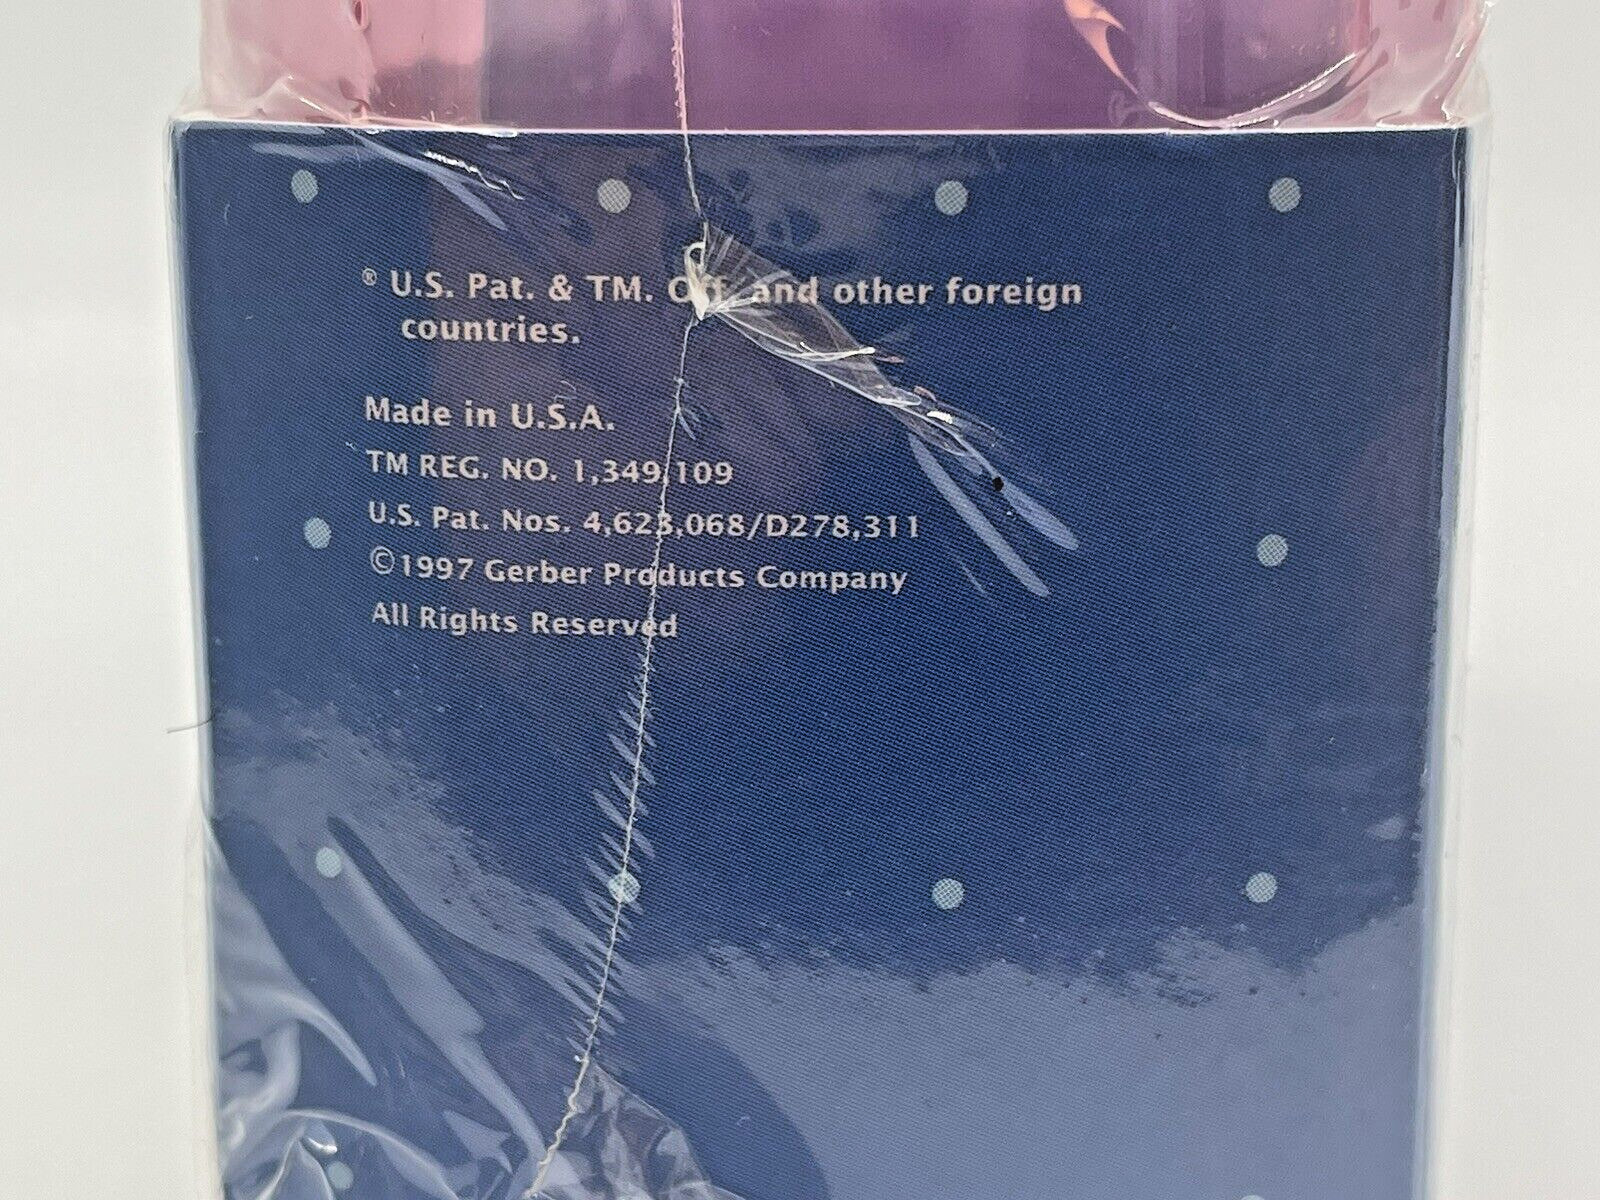 ® U.S. Pat. & TM. Off. and other foreign
countries.
Made in U.S.A.
TM REG. NO. 1,349,109
U.S. Pat. Nos. 4,623,068/D278,311
©1997 Gerber Products Company
All Rights Reserved